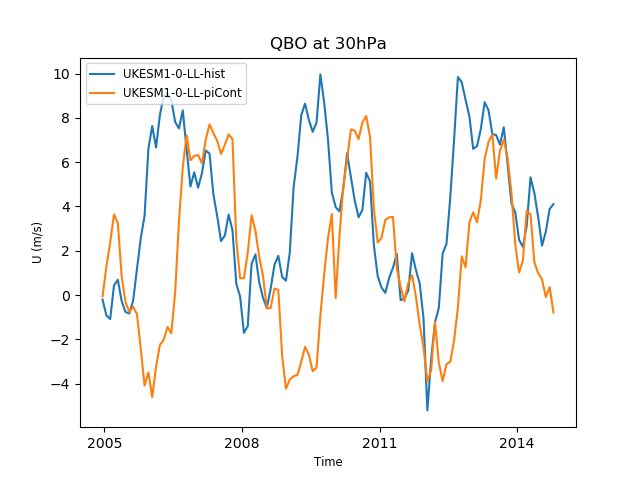 QBO at 30hPa
UKESM1-0-LL-hist
UKESM1-0-LL-piCont
U (m/s)
10
8
6
4
2
0
−2
−4
2005
2008
2011
2014
Time